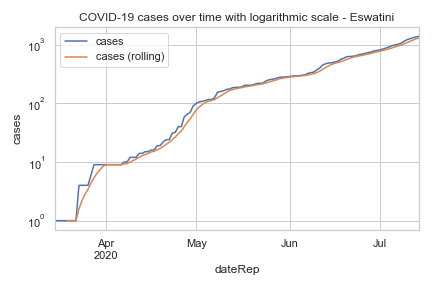 COVID-19 cases over time with logarithmic scale - Eswatini
cases
cases (rolling)
10³
10²
10¹
10⁰
cases
Apr
2020
May
Jun
Jul
dateRep